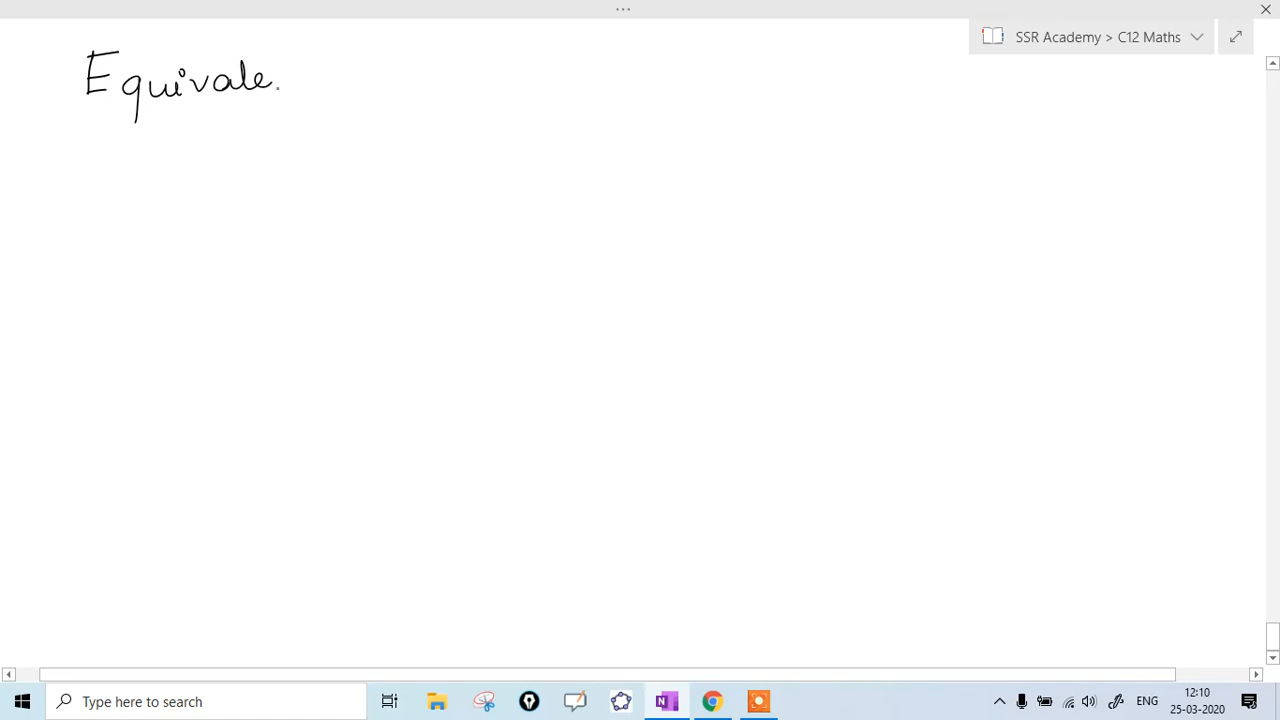 Equivale
SSR Academy > C12 Maths
Type here to search
ENG
12:10
25-03-2020